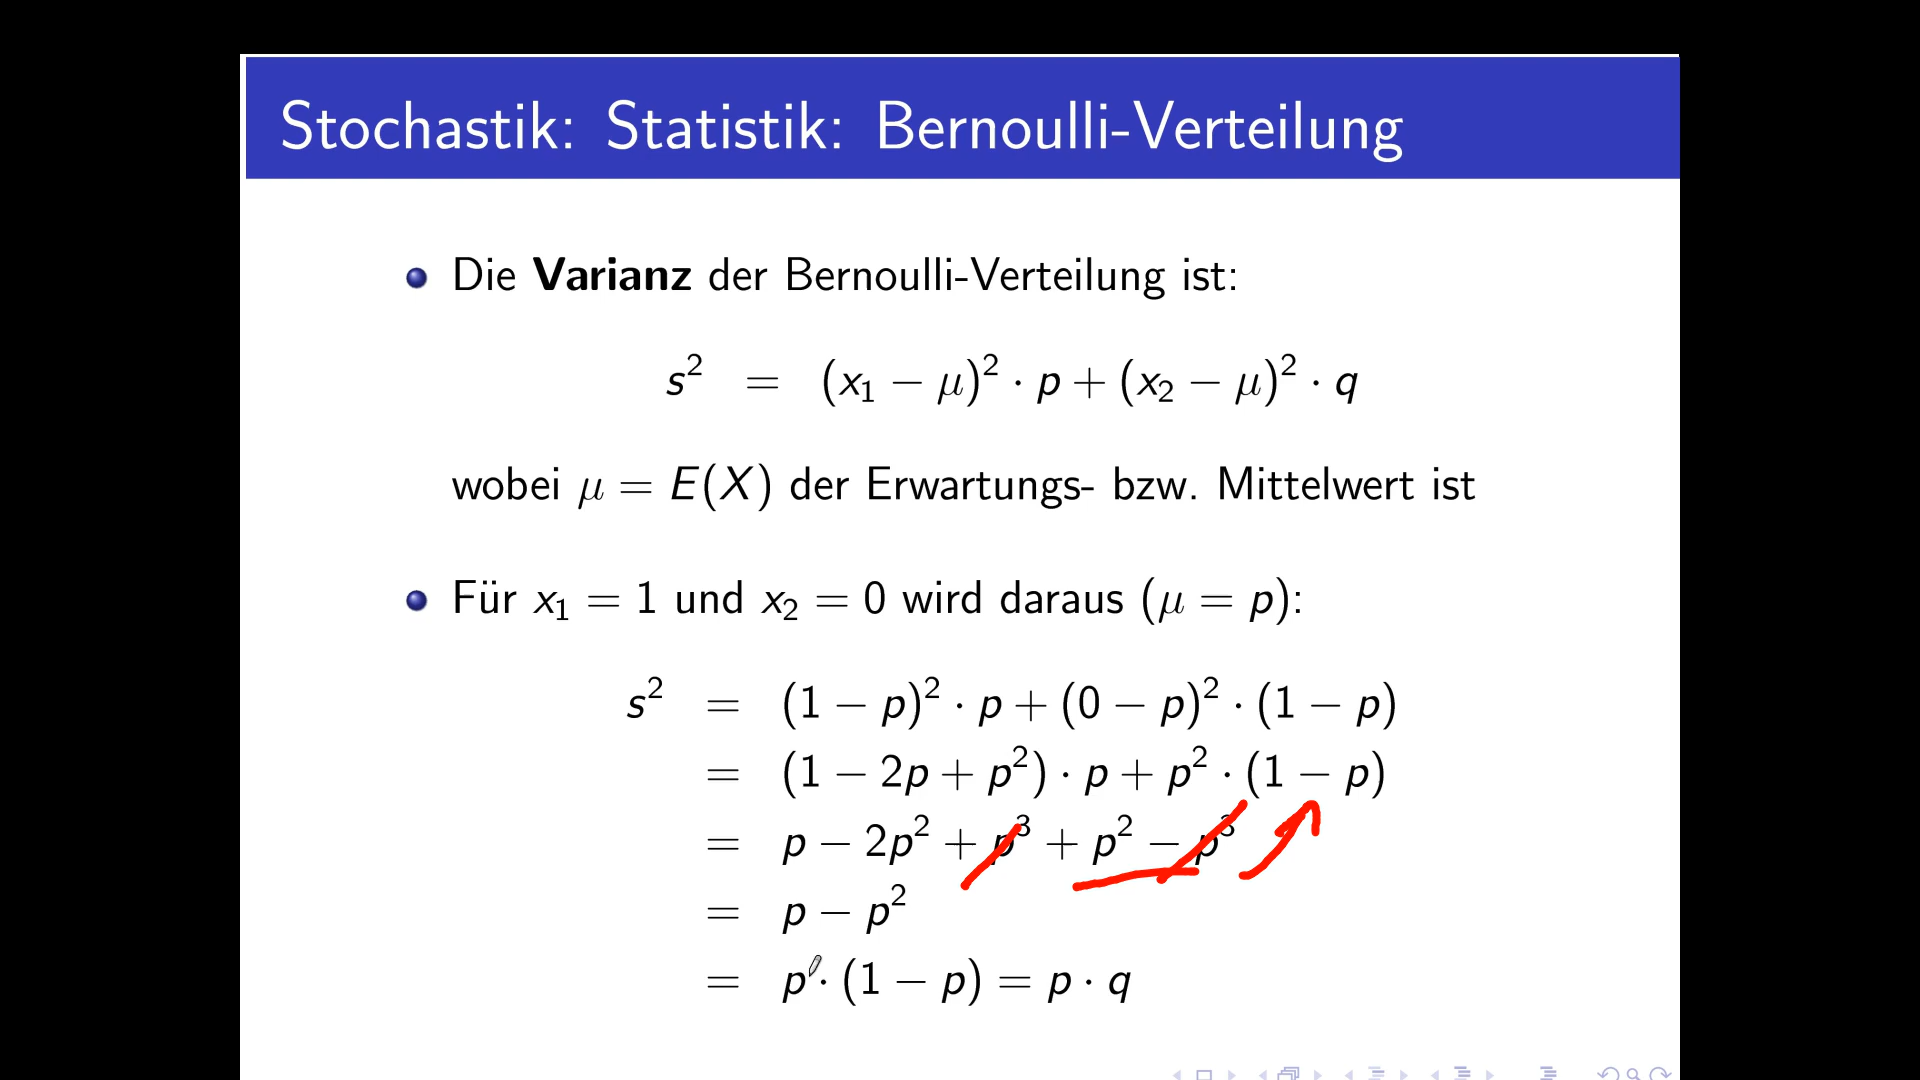 Stochastik: Statistik: Bernoulli-Verteilung
Die Varianz der Bernoulli-Verteilung ist:
s² = (x₁ − μ)² · p + (x₂ − μ)² · q
wobei μ = E(X) der Erwartungs- bzw. Mittelwert ist
Für x₁ = 1 und x₂ = 0 wird daraus (μ = p):
s² = (1 − p)² · p + (0 − p)² · (1 − p)
= (1 − 2p + p²) · p + p² · (1 − p)
= p − 2p² + p³ + p² − p³
= p − p²
= p · (1 − p) = p · q